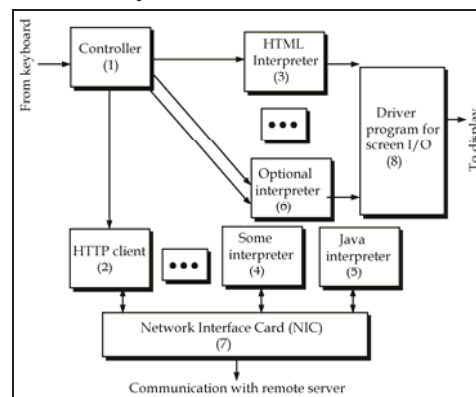 From keyboard
Controller
(1)
HTML
Interpreter
(3)
Driver
program for
screen I/O
(8)
To display
Optional
interpreter
(6)
HTTP client
(2)
Some
interpreter
(4)
Java
interpreter
(5)
Network Interface Card (NIC)
(7)
Communication with remote server